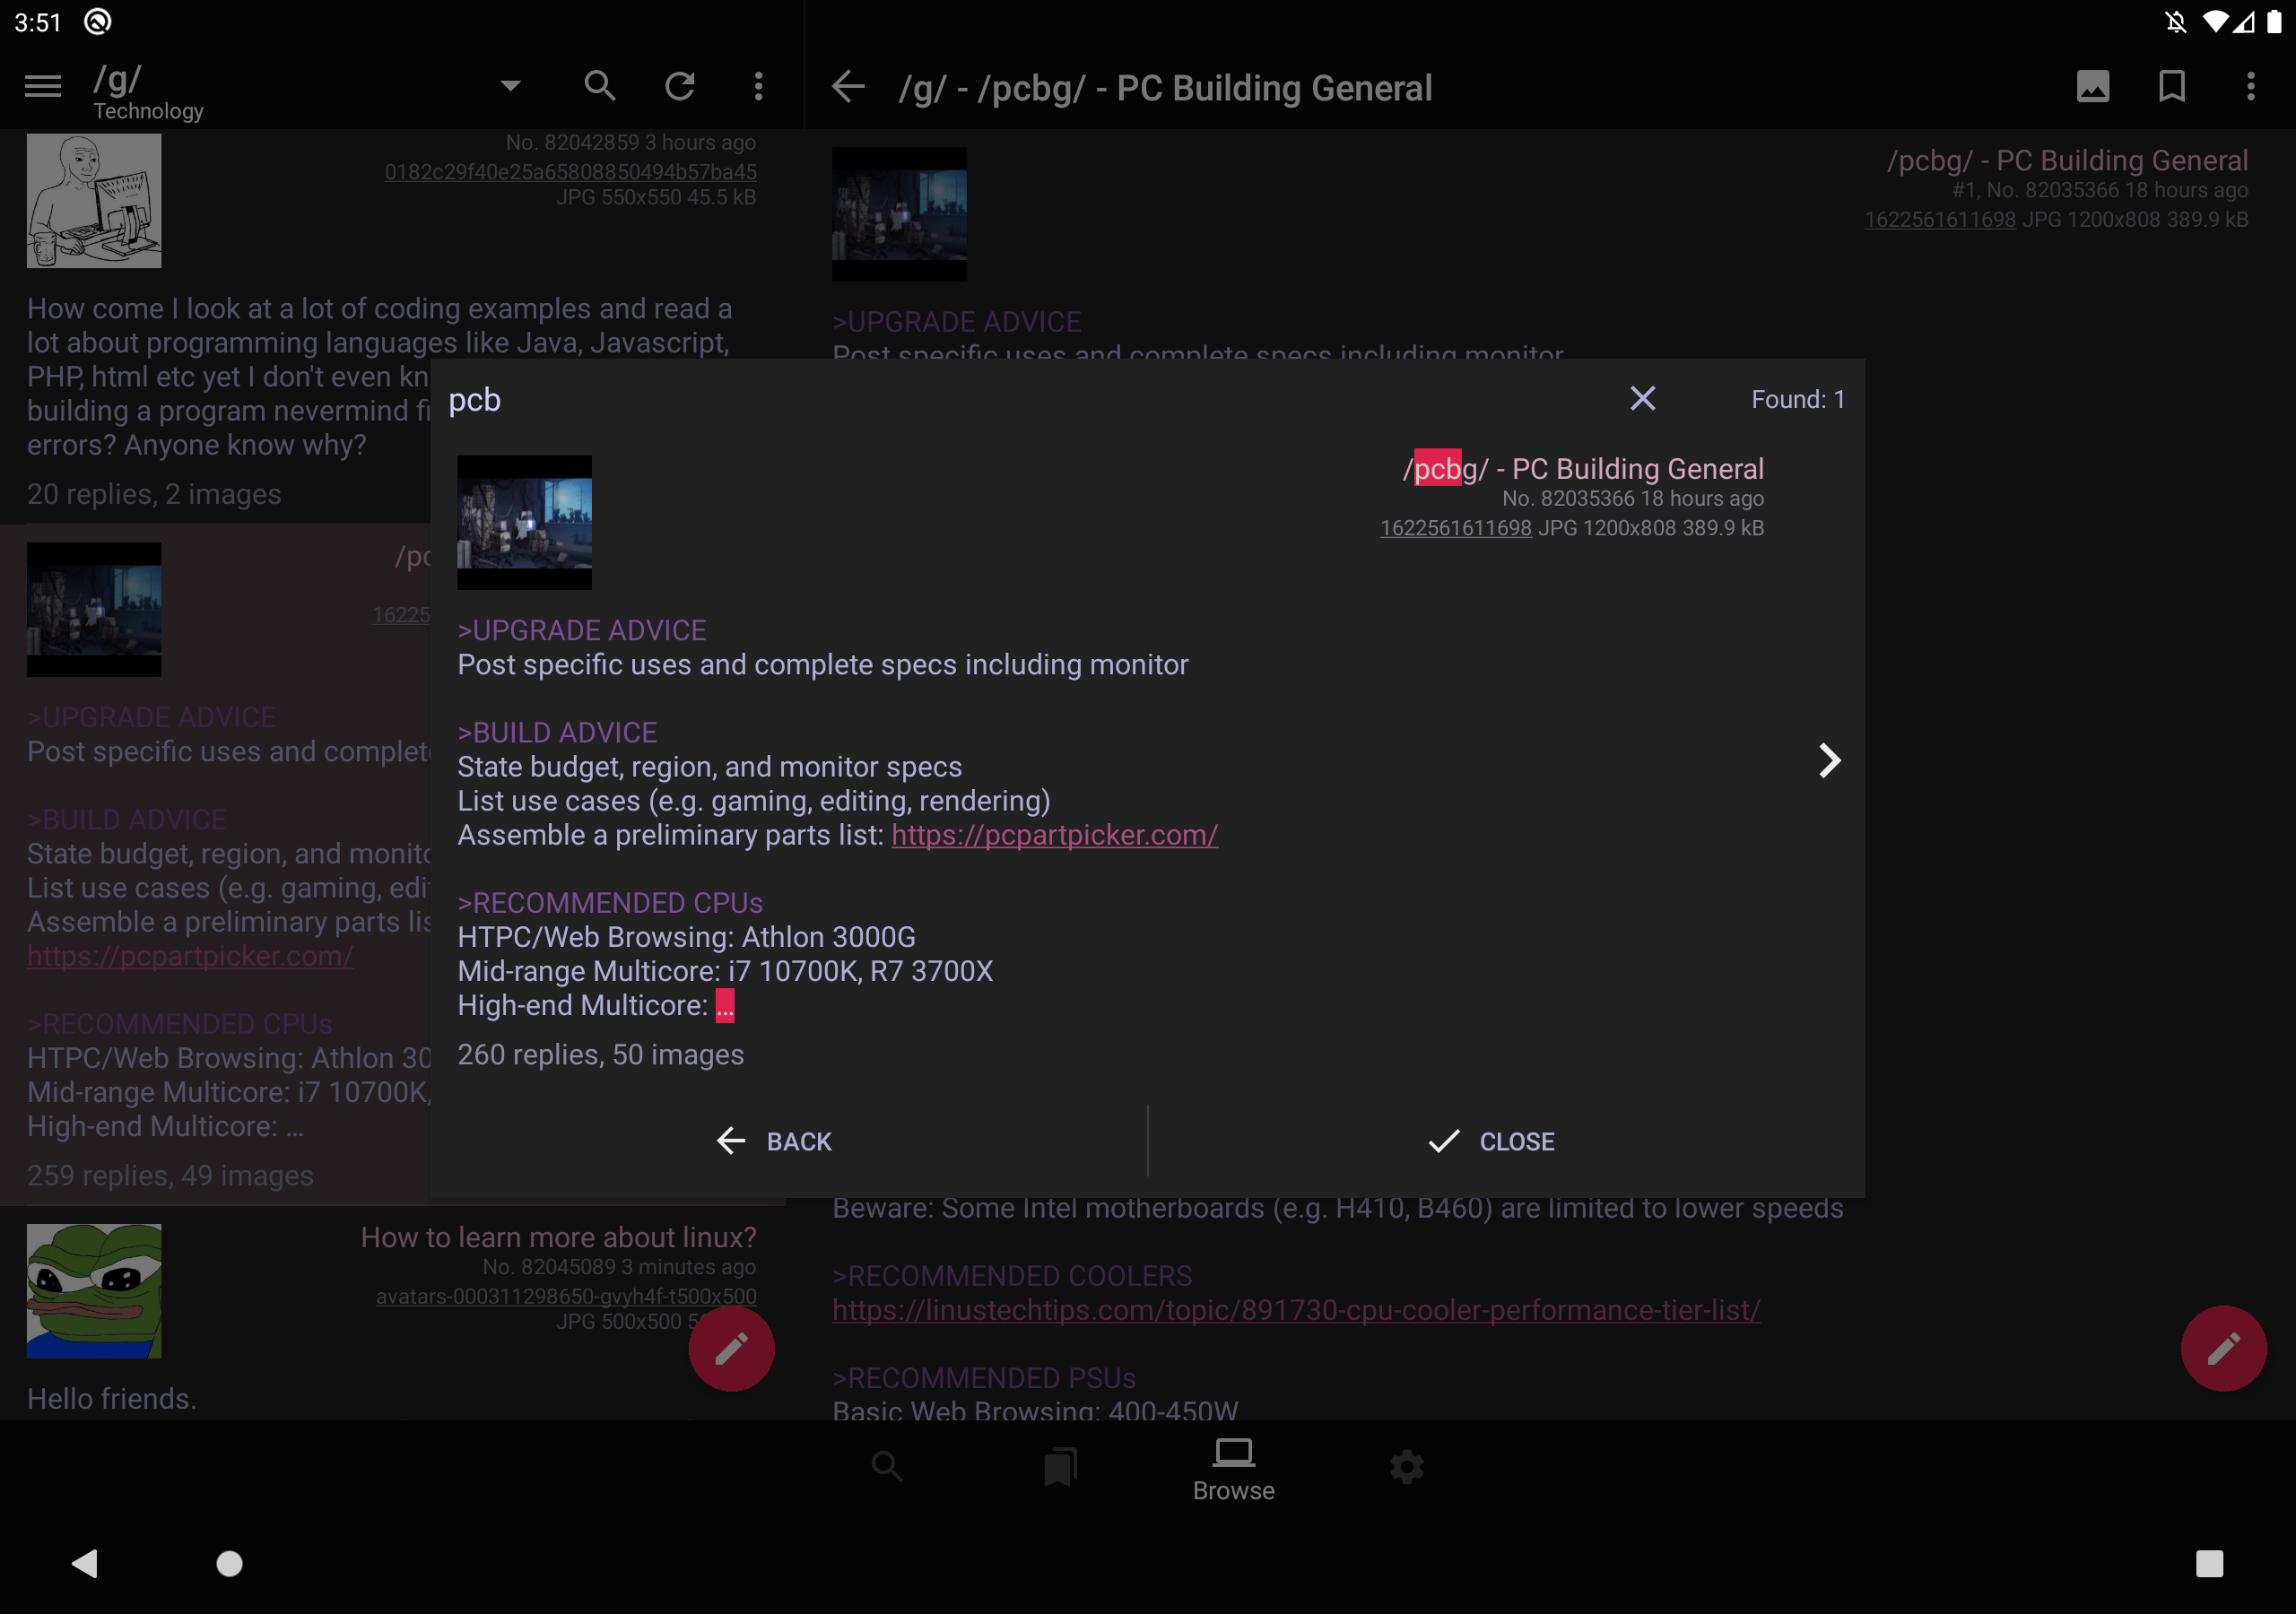 3:51
/g/
Technology
/g/ - /pcbg/ - PC Building General
No. 82042859 3 hours ago
0182c29f40e25a65808850494b57ba45
JPG 550x550 45.5 kB
How come I look at a lot of coding examples and read a
lot about programming languages like Java, Javascript,
PHP, html etc yet I don't even kn
building a program nevermind fi
errors? Anyone know why?
20 replies, 2 images
/pc
16225
>UPGRADE ADVICE
Post specific uses and complete
>BUILD ADVICE
State budget, region, and monito
List use cases (e.g. gaming, edit
Assemble a preliminary parts lis
https://pcpartpicker.com/
>RECOMMENDED CPUs
HTPC/Web Browsing: Athlon 30
Mid-range Multicore: i7 10700K,
High-end Multicore: ...
259 replies, 49 images
How to learn more about linux?
No. 82045089 3 minutes ago
avatars-000311298650-gvyh4f-t500x500
JPG 500x500 5
Hello friends.
/pcbg/ - PC Building General
#1, No. 82035366 18 hours ago
1622561611698 JPG 1200x808 389.9 kB
>UPGRADE ADVICE
Post specific uses and complete specs including monitor
pcb
Found: 1
/pcbg/ - PC Building General
No. 82035366 18 hours ago
1622561611698 JPG 1200x808 389.9 kB
>UPGRADE ADVICE
Post specific uses and complete specs including monitor
>BUILD ADVICE
State budget, region, and monitor specs
List use cases (e.g. gaming, editing, rendering)
Assemble a preliminary parts list: https://pcpartpicker.com/
>RECOMMENDED CPUs
HTPC/Web Browsing: Athlon 3000G
Mid-range Multicore: i7 10700K, R7 3700X
High-end Multicore: ...
260 replies, 50 images
BACK
CLOSE
Beware: Some Intel motherboards (e.g. H410, B460) are limited to lower speeds
>RECOMMENDED COOLERS
https://linustechtips.com/topic/891730-cpu-cooler-performance-tier-list/
>RECOMMENDED PSUs
Basic Web Browsing: 400-450W
Browse